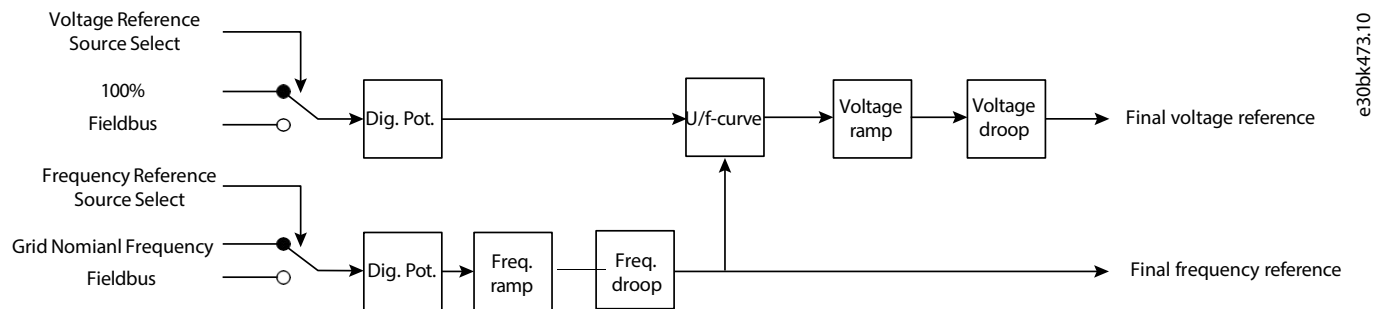 Voltage Reference
Source Select
100%
Fieldbus
Dig. Pot.
U/f-curve
Voltage
ramp
Voltage
droop
Final voltage reference
Frequency Reference
Source Select
Grid Nomianl Frequency
Fieldbus
Dig. Pot.
Freq.
ramp
Freq.
droop
Final frequency reference
e30bk473.10